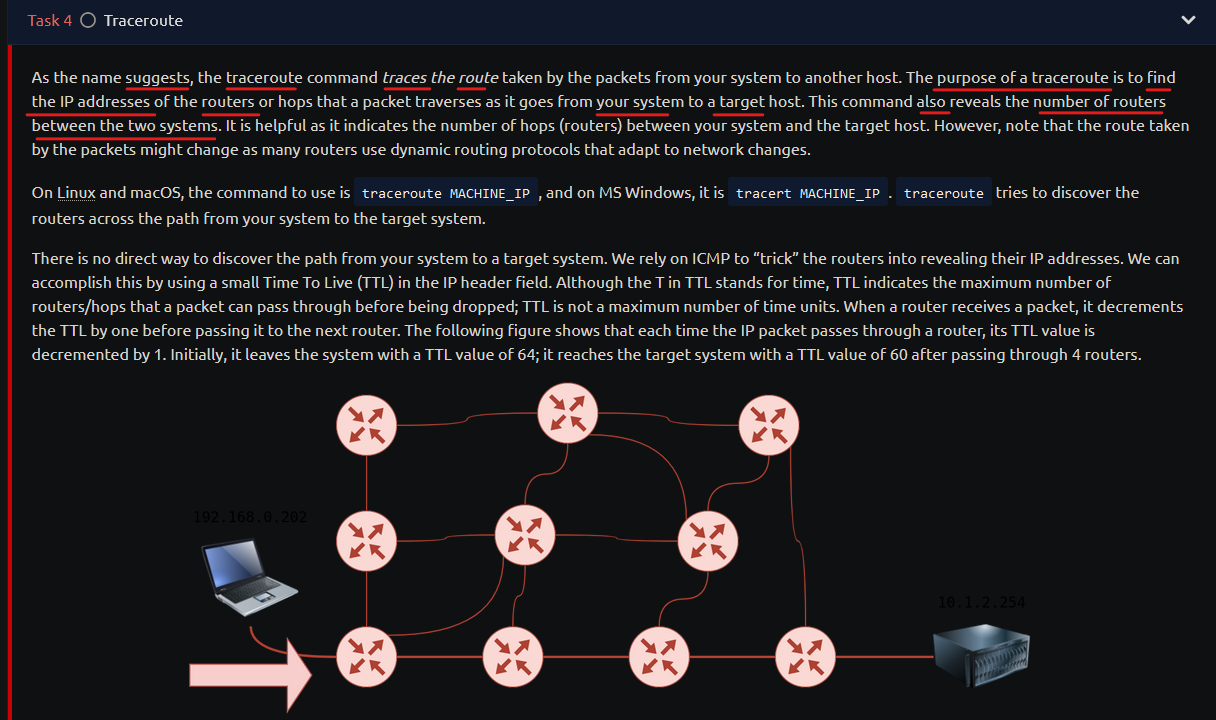 Task 4 Traceroute
As the name suggests, the traceroute command traces the route taken by the packets from your system to another host. The purpose of a traceroute is to find
the IP addresses of the routers or hops that a packet traverses as it goes from your system to a target host. This command also reveals the number of routers
between the two systems. It is helpful as it indicates the number of hops (routers) between your system and the target host. However, note that the route taken
by the packets might change as many routers use dynamic routing protocols that adapt to network changes.
On Linux and macOS, the command to use is traceroute MACHINE_IP , and on MS Windows, it is tracert MACHINE_IP . traceroute tries to discover the
routers across the path from your system to the target system.
There is no direct way to discover the path from your system to a target system. We rely on ICMP to “trick” the routers into revealing their IP addresses. We can
accomplish this by using a small Time To Live (TTL) in the IP header field. Although the T in TTL stands for time, TTL indicates the maximum number of
routers/hops that a packet can pass through before being dropped; TTL is not a maximum number of time units. When a router receives a packet, it decrements
the TTL by one before passing it to the next router. The following figure shows that each time the IP packet passes through a router, its TTL value is
decremented by 1. Initially, it leaves the system with a TTL value of 64; it reaches the target system with a TTL value of 60 after passing through 4 routers.
192.168.0.202
10.1.2.254